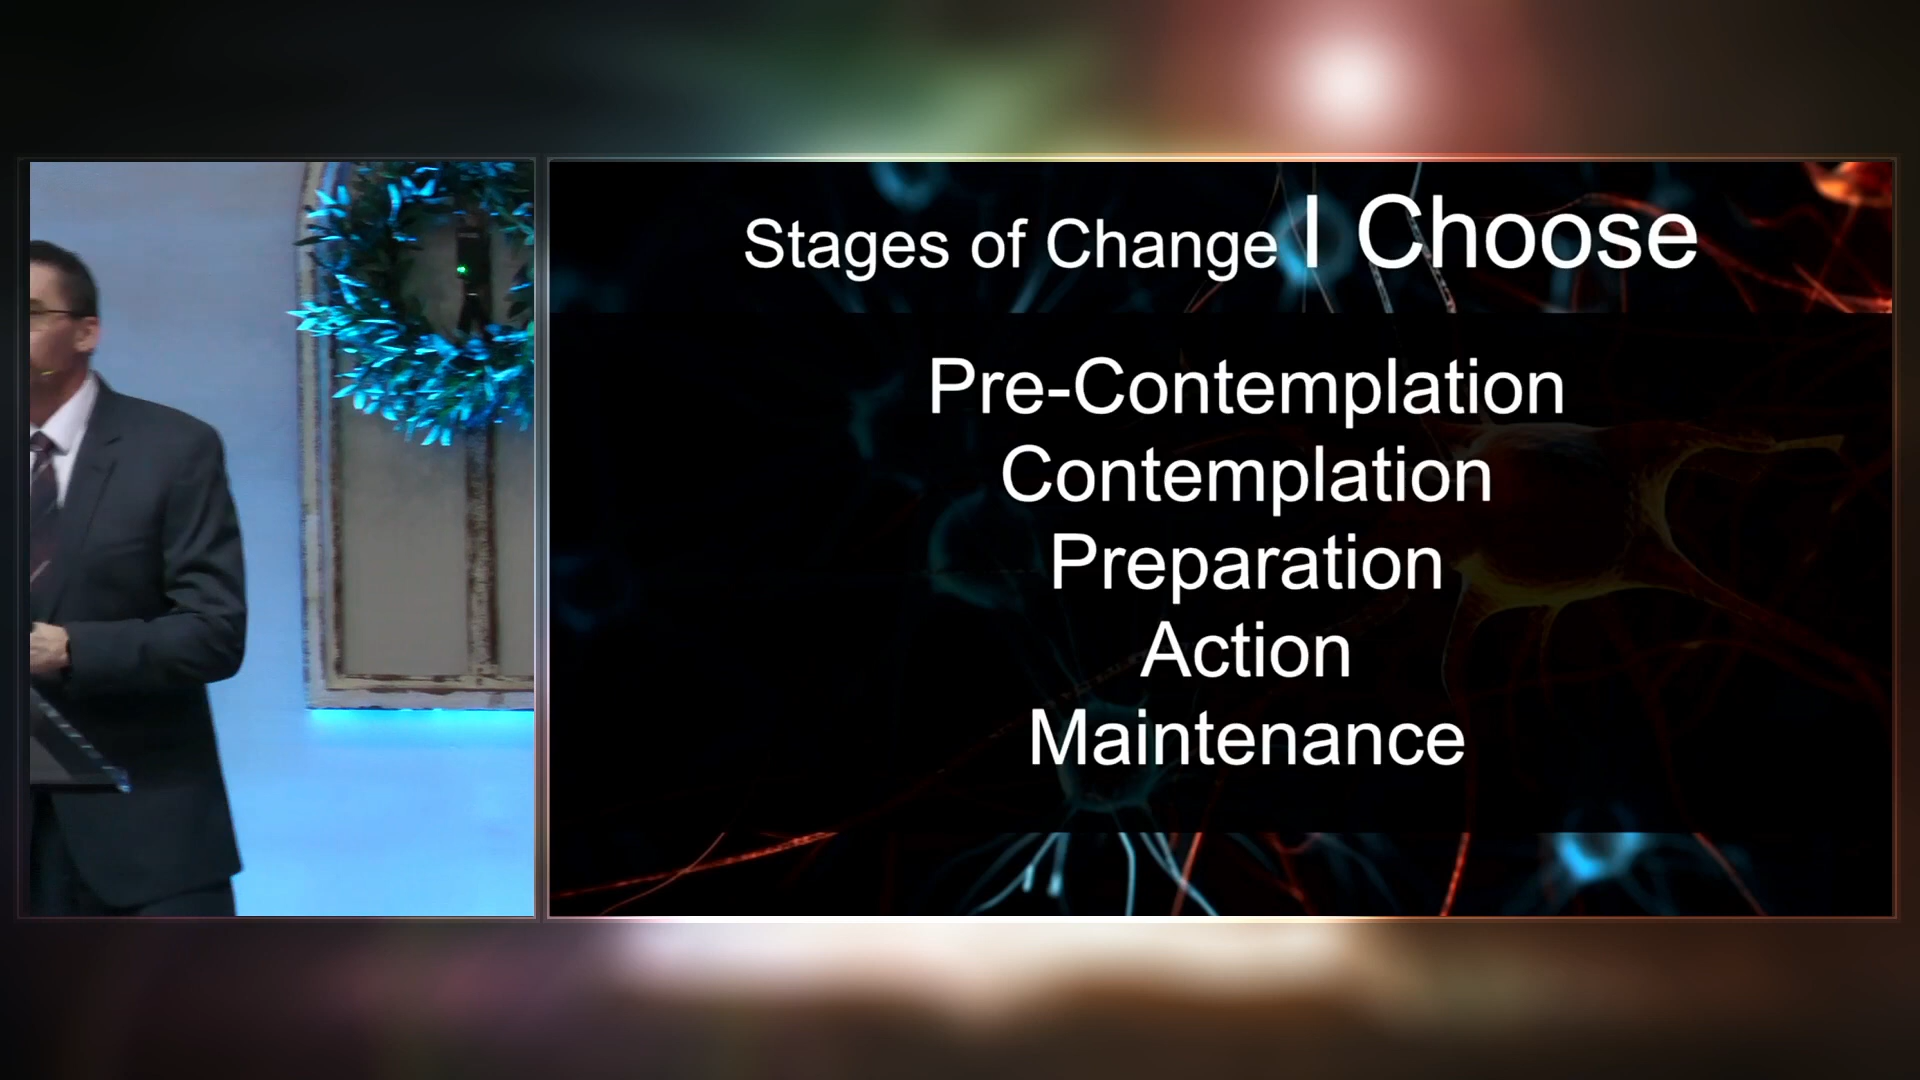 Stages of Change I Choose
Pre-Contemplation
Contemplation
Preparation
Action
Maintenance